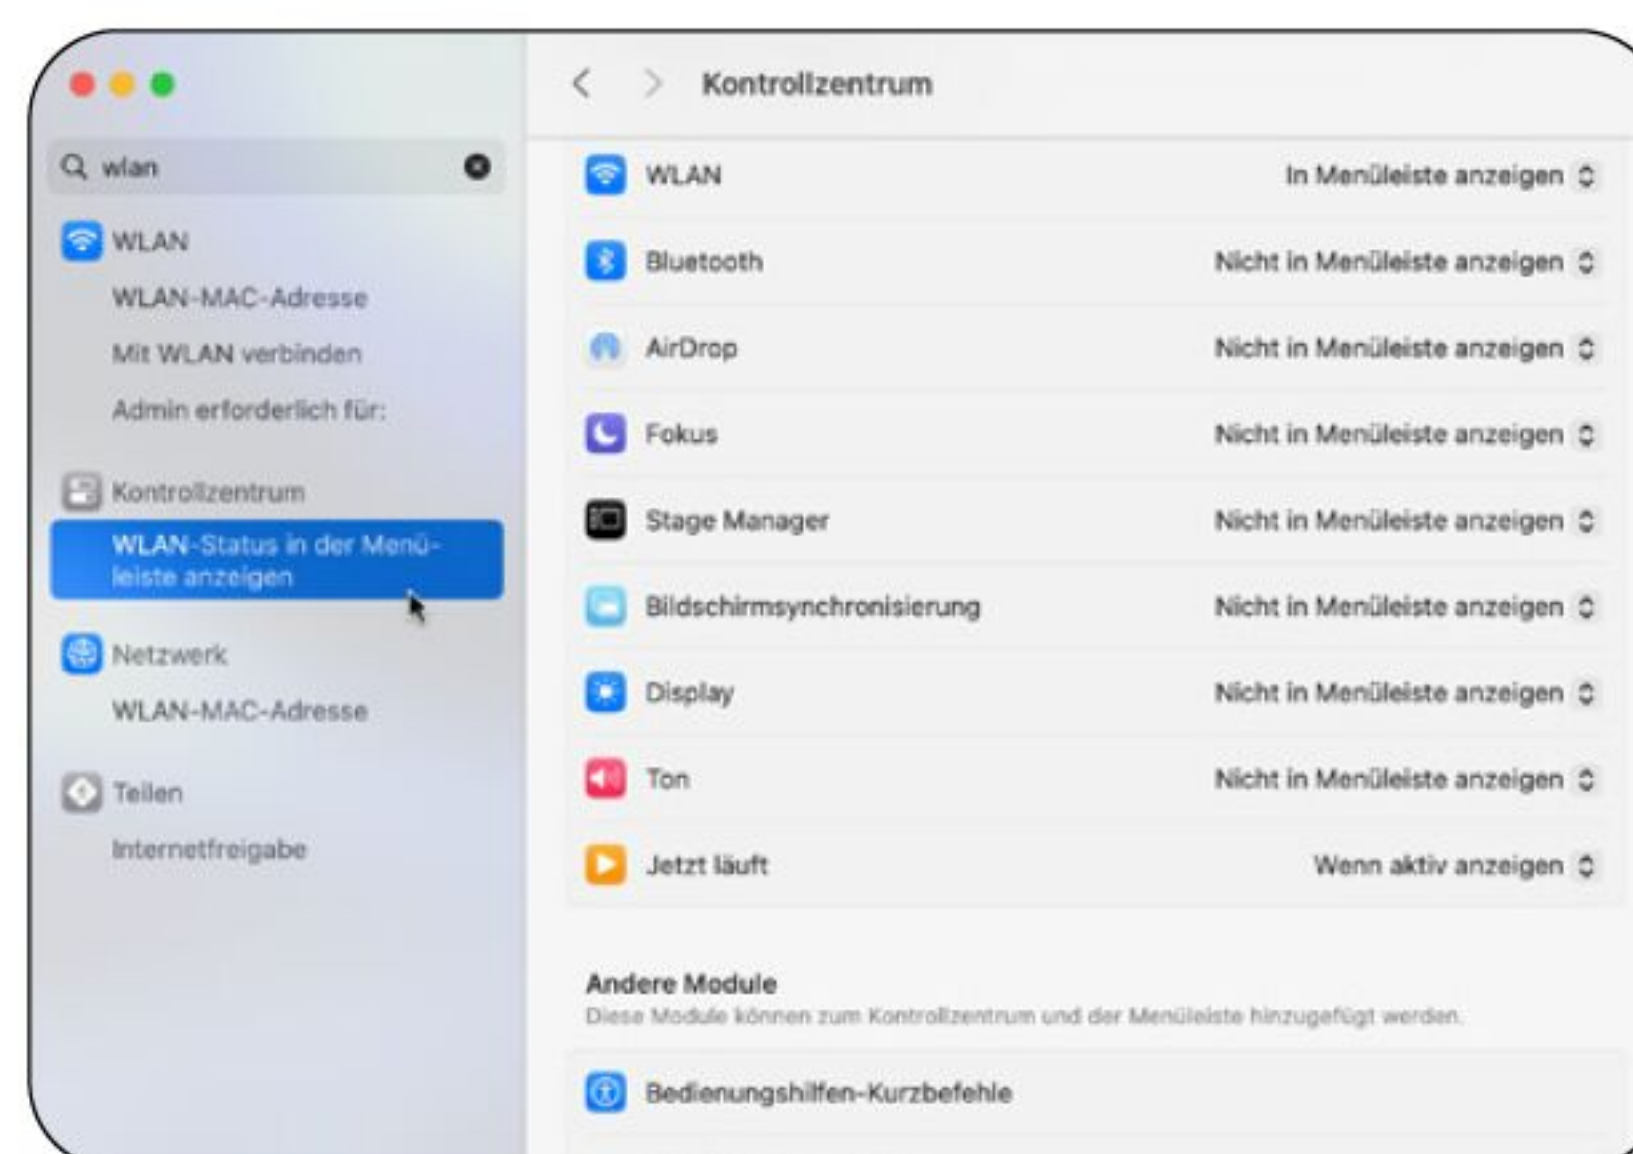 Kontrollzentrum
wlan
WLAN
WLAN-MAC-Adresse
Mit WLAN verbinden
Admin erforderlich für:
Kontrollzentrum
WLAN-Status in der Menü-
leiste anzeigen
Netzwerk
WLAN-MAC-Adresse
Teilen
Internetfreigabe
WLAN In Menüleiste anzeigen
Bluetooth Nicht in Menüleiste anzeigen
AirDrop Nicht in Menüleiste anzeigen
Fokus Nicht in Menüleiste anzeigen
Stage Manager Nicht in Menüleiste anzeigen
Bildschirmsynchronisierung Nicht in Menüleiste anzeigen
Display Nicht in Menüleiste anzeigen
Ton Nicht in Menüleiste anzeigen
Jetzt läuft Wenn aktiv anzeigen
Andere Module
Diese Module können zum Kontrollzentrum und der Menüleiste hinzugefügt werden.
Bedienungshilfen-Kurzbefehle